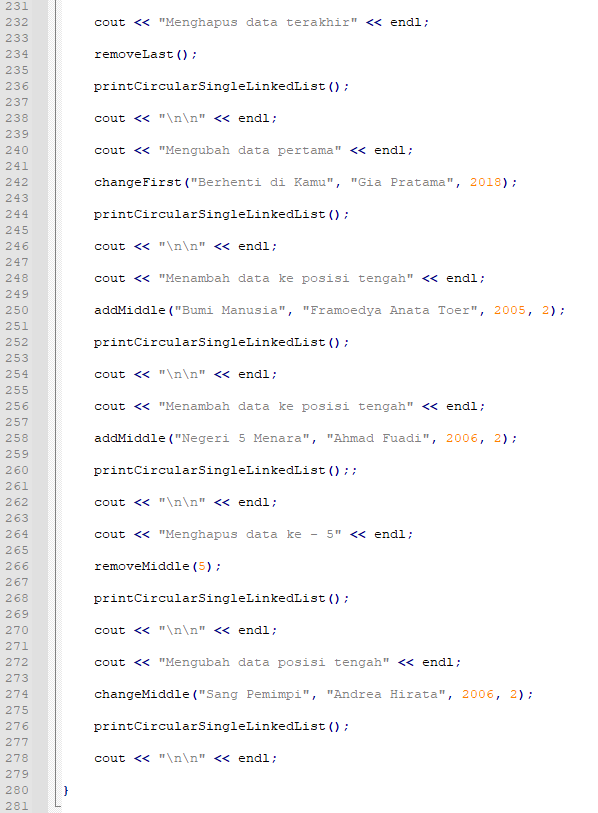 231
232 cout << "Menghapus data terakhir" << endl;
233
234 removeLast();
235
236 printCircularSingleLinkedList();
237
238 cout << "\n\n" << endl;
239
240 cout << "Mengubah data pertama" << endl;
241
242 changeFirst("Berhenti di Kamu", "Gia Pratama", 2018);
243
244 printCircularSingleLinkedList();
245
246 cout << "\n\n" << endl;
247
248 cout << "Menambah data ke posisi tengah" << endl;
249
250 addMiddle("Bumi Manusia", "Framoedya Anata Toer", 2005, 2);
251
252 printCircularSingleLinkedList();
253
254 cout << "\n\n" << endl;
255
256 cout << "Menambah data ke posisi tengah" << endl;
257
258 addMiddle("Negeri 5 Menara", "Ahmad Fuadi", 2006, 2);
259
260 printCircularSingleLinkedList();;
261
262 cout << "\n\n" << endl;
263
264 cout << "Menghapus data ke - 5" << endl;
265
266 removeMiddle(5);
267
268 printCircularSingleLinkedList();
269
270 cout << "\n\n" << endl;
271
272 cout << "Mengubah data posisi tengah" << endl;
273
274 changeMiddle("Sang Pemimpi", "Andrea Hirata", 2006, 2);
275
276 printCircularSingleLinkedList();
277
278 cout << "\n\n" << endl;
279
280 }
281